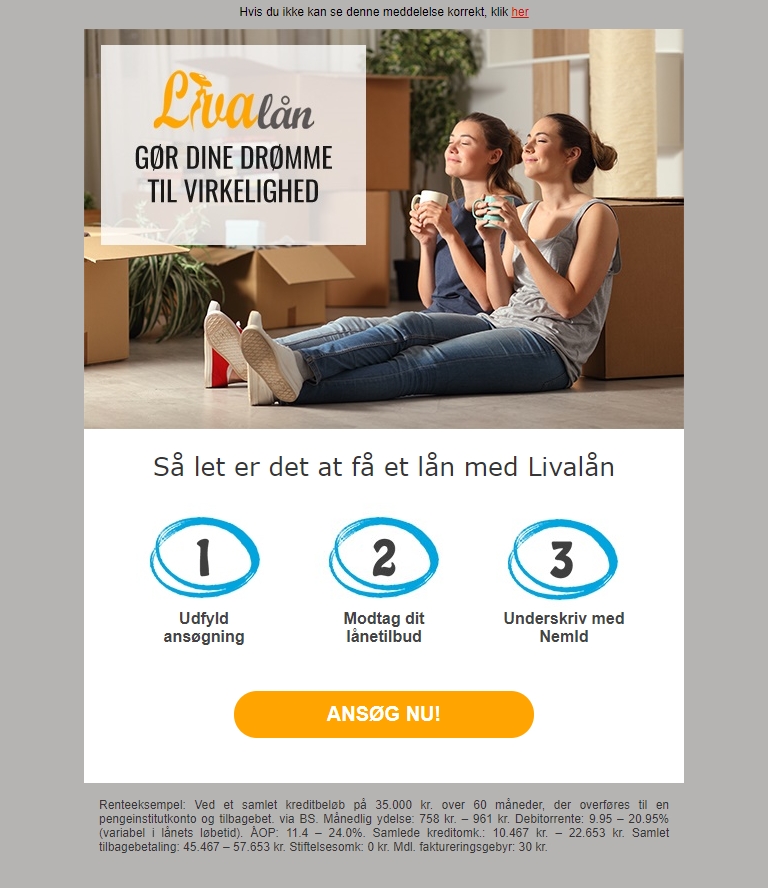 Hvis du ikke kan se denne meddelelse korrekt, klik her
Livalån
GØR DINE DRØMME
TIL VIRKELIGHED
Så let er det at få et lån med Livalån
1
2
3
Udfyld
ansøgning
Modtag dit
lånetilbud
Underskriv med
NemId
ANSØG NU!
Renteeksempel: Ved et samlet kreditbeløb på 35.000 kr. over 60 måneder, der overføres til en
pengeinstitutkonto og tilbagebet. via BS. Månedlig ydelse: 758 kr. – 961 kr. Debitorrente: 9.95 – 20.95%
(variabel i lånets løbetid). ÅOP: 11.4 – 24.0%. Samlede kreditomk.: 10.467 kr. – 22.653 kr. Samlet
tilbagebetaling: 45.467 – 57.653 kr. Stiftelsesomk: 0 kr. Mdl. faktureringsgebyr: 30 kr.